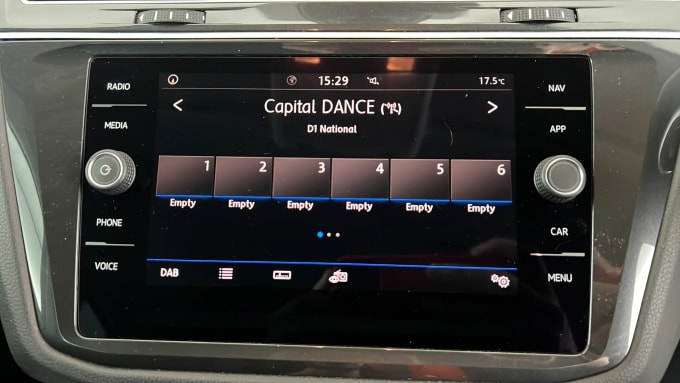 RADIO
MEDIA
PHONE
VOICE
15:29
17.5°C
< Capital DANCE >
D1 National
1 2 3 4 5 6
Empty Empty Empty Empty Empty Empty
DAB
NAV
APP
CAR
MENU